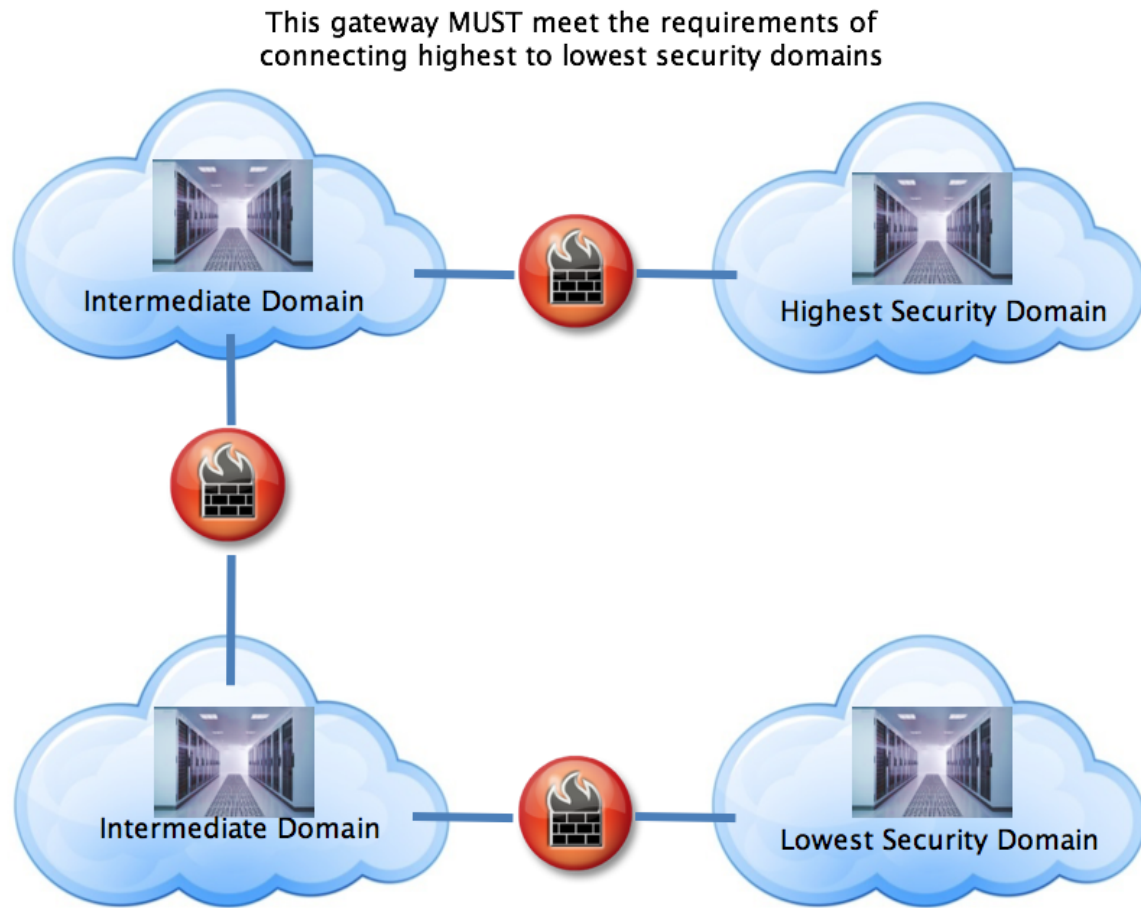 This gateway MUST meet the requirements of
connecting highest to lowest security domains
Intermediate Domain
Highest Security Domain
Intermediate Domain
Lowest Security Domain